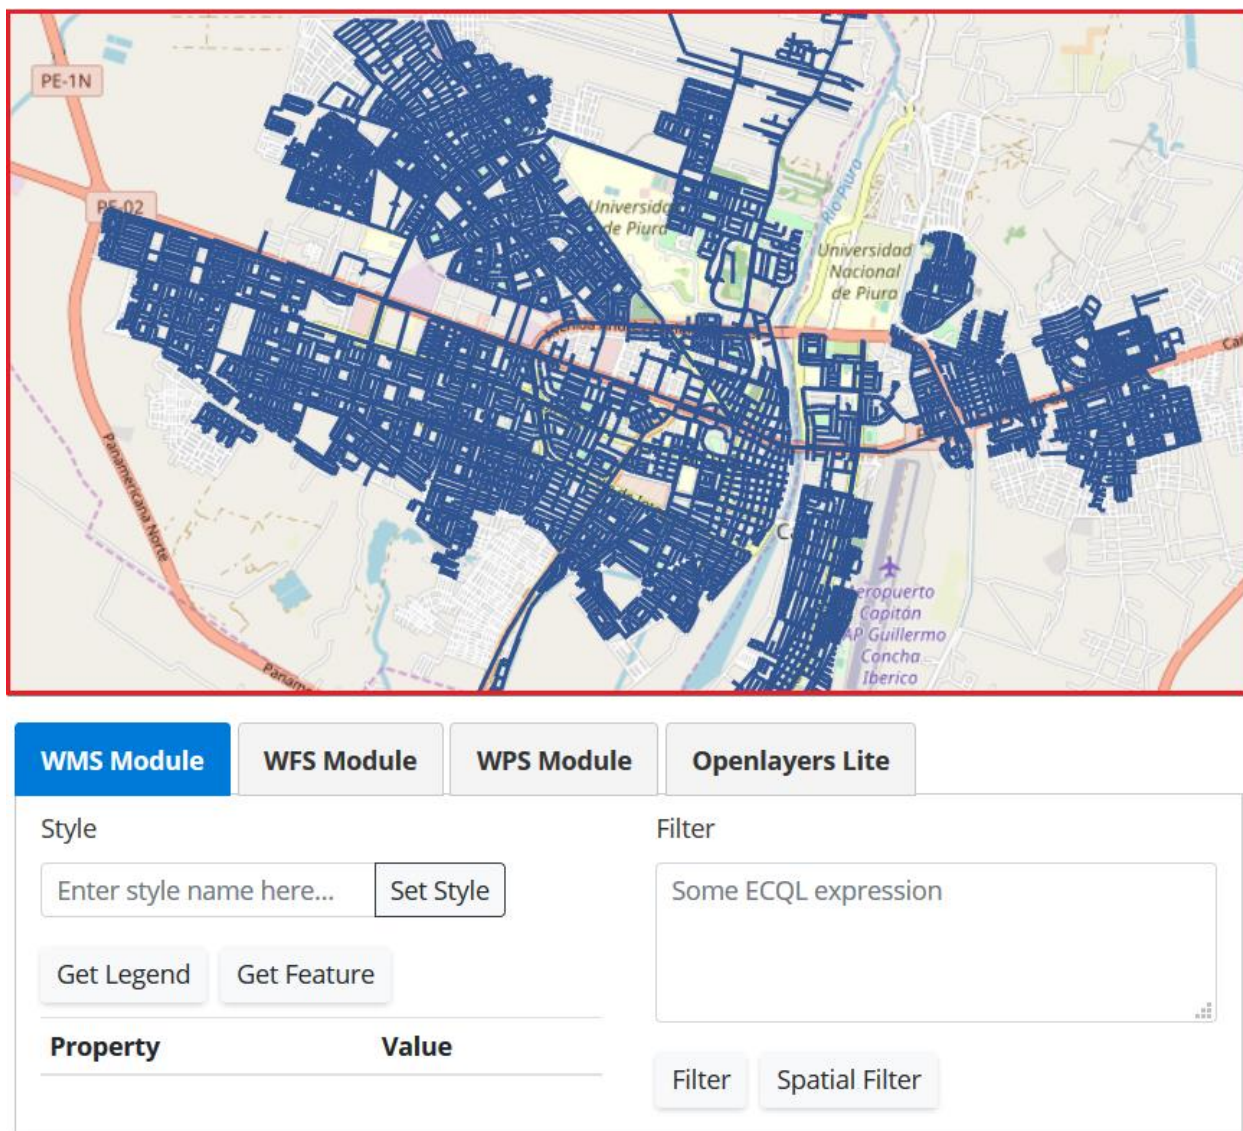 PE-1N
PE-02
Río Piura
Universidad
de Piura
Universidad
Nacional
de Piura
Panamericana Norte
Aeropuerto
Capitán
FAP Guillermo
Concha
Iberico
WMS Module
WFS Module
WPS Module
Openlayers Lite
Style
Filter
Enter style name here...
Set Style
Some ECQL expression
Get Legend
Get Feature
Property
Value
Filter
Spatial Filter